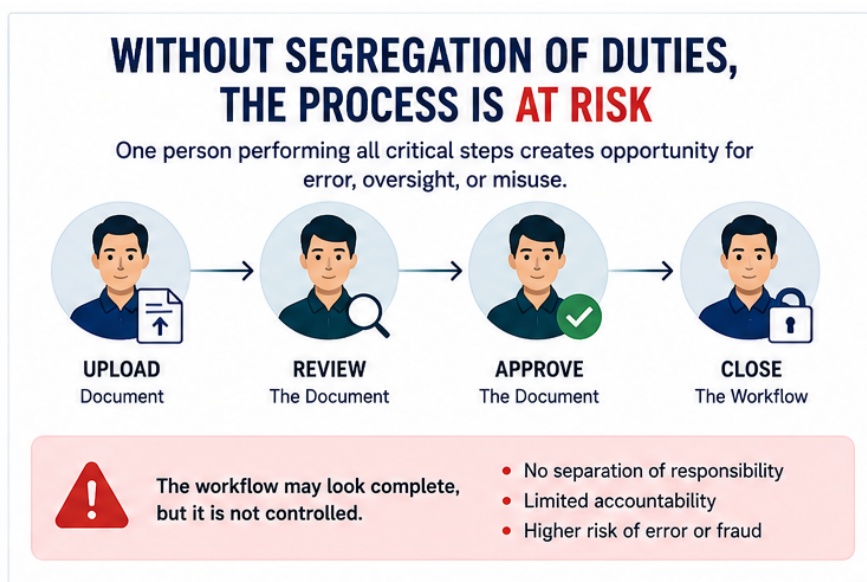 WITHOUT SEGREGATION OF DUTIES,
THE PROCESS IS AT RISK
One person performing all critical steps creates opportunity for
error, oversight, or misuse.
UPLOAD
Document
REVIEW
The Document
APPROVE
The Document
CLOSE
The Workflow
The workflow may look complete,
but it is not controlled.
• No separation of responsibility
• Limited accountability
• Higher risk of error or fraud